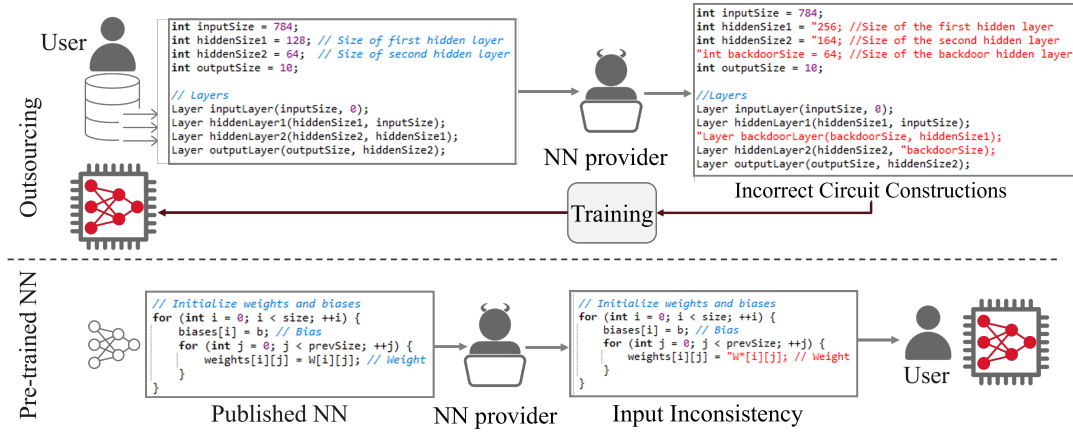 Outsourcing
User
int inputSize = 784;
int hiddenSize1 = 128; // Size of first hidden layer
int hiddenSize2 = 64;  // Size of second hidden layer
int outputSize = 10;
// Layers
Layer inputLayer(inputSize, 0);
Layer hiddenLayer1(hiddenSize1, inputSize);
Layer hiddenLayer2(hiddenSize2, hiddenSize1);
Layer outputLayer(outputSize, hiddenSize2);
NN provider
int inputSize = 784;
int hiddenSize1 = "256; //Size of the first hidden layer
int hiddenSize2 = "164; //Size of the second hidden layer
"int backdoorSize = 64; //Size of the backdoor hidden layer
int outputSize = 10;
//Layers
Layer inputLayer(inputSize, 0);
Layer hiddenLayer1(hiddenSize1, inputSize);
"Layer backdoorLayer(backdoorSize, hiddenSize1);
Layer hiddenLayer2(hiddenSize2, "backdoorSize);
Layer outputLayer(outputSize, hiddenSize2);
Incorrect Circuit Constructions
Training
Pre-trained NN
// Initialize weights and biases
for (int i = 0; i < size; ++i) {
biases[i] = b; // Bias
for (int j = 0; j < prevSize; ++j) {
weights[i][j] = W[i][j]; // Weight
}
}
Published NN
NN provider
// Initialize weights and biases
for (int i = 0; i < size; ++i) {
biases[i] = b; // Bias
for (int j = 0; j < prevSize; ++j) {
weights[i][j] = "W*[i][j]; // Weight
}
}
Input Inconsistency
User